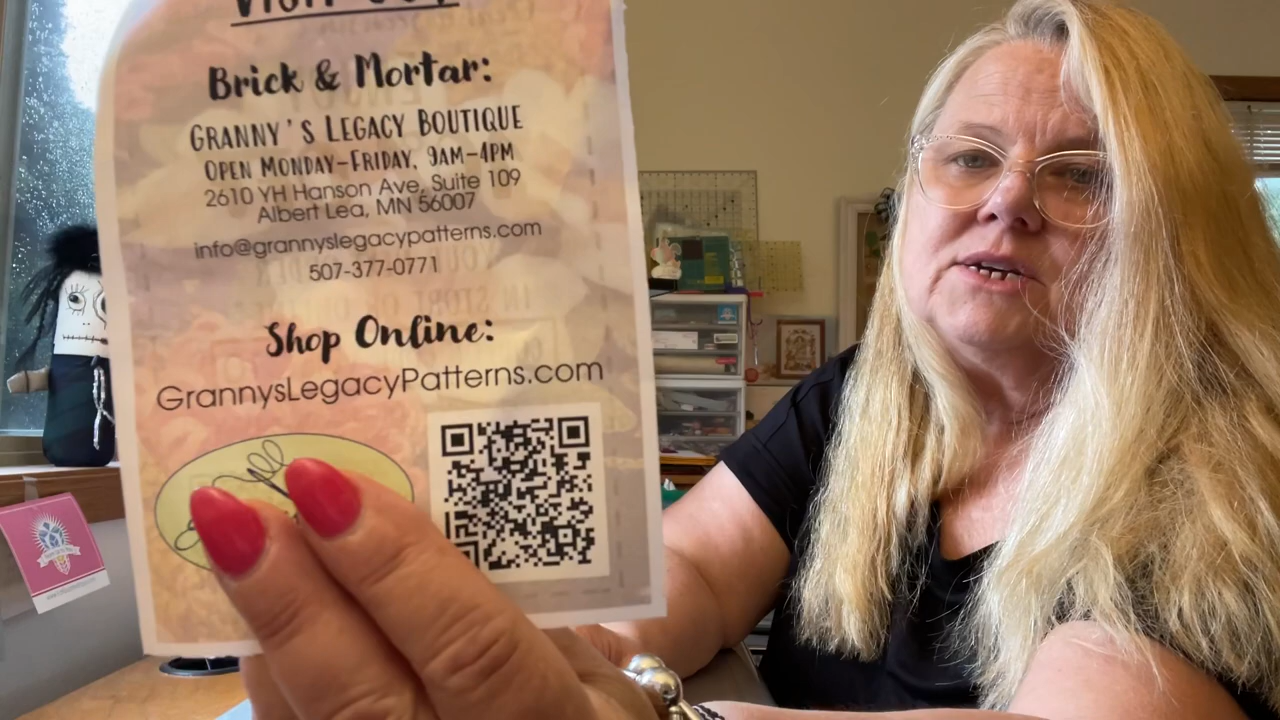 Brick & Mortar:
GRANNY'S LEGACY BOUTIQUE
OPEN MONDAY-FRIDAY, 9AM-4PM
2610 YH Hanson Ave, Suite 109
Albert Lea, MN 56007
info@grannyslegacypatterns.com
507-377-0771
Shop Online:
GrannysLegacyPatterns.com